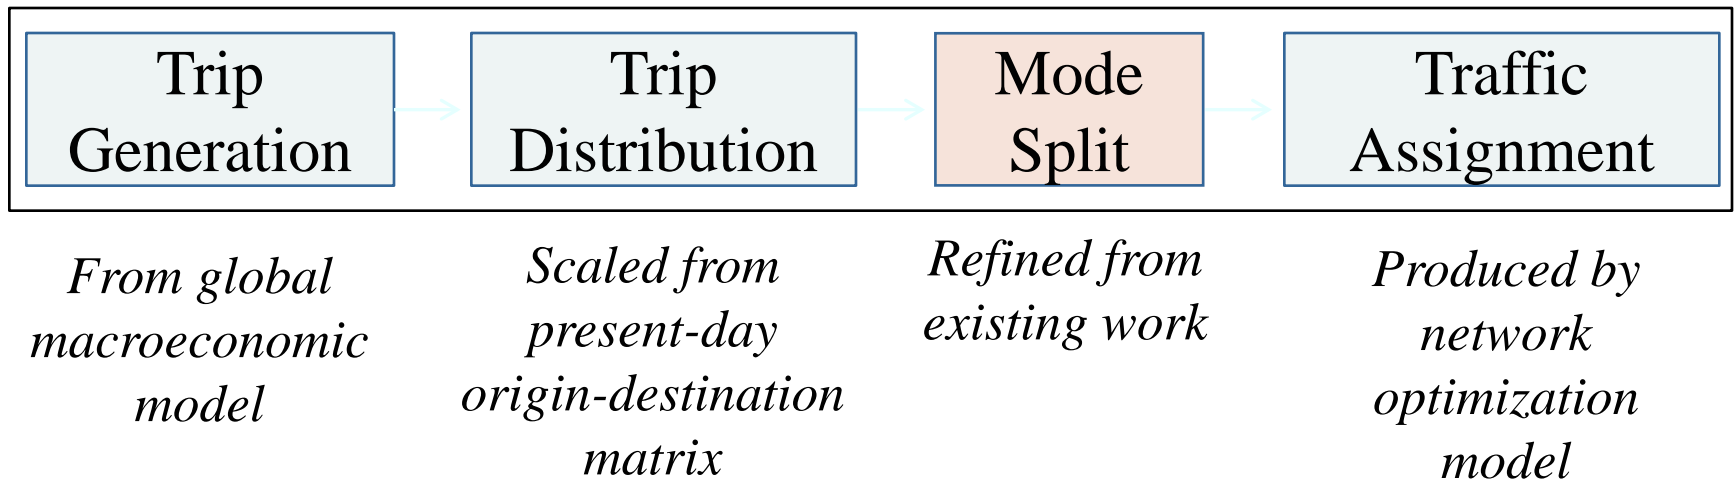 Trip
Generation
Trip
Distribution
Mode
Split
Traffic
Assignment
From global
macroeconomic
model
Scaled from
present-day
origin-destination
matrix
Refined from
existing work
Produced by
network
optimization
model